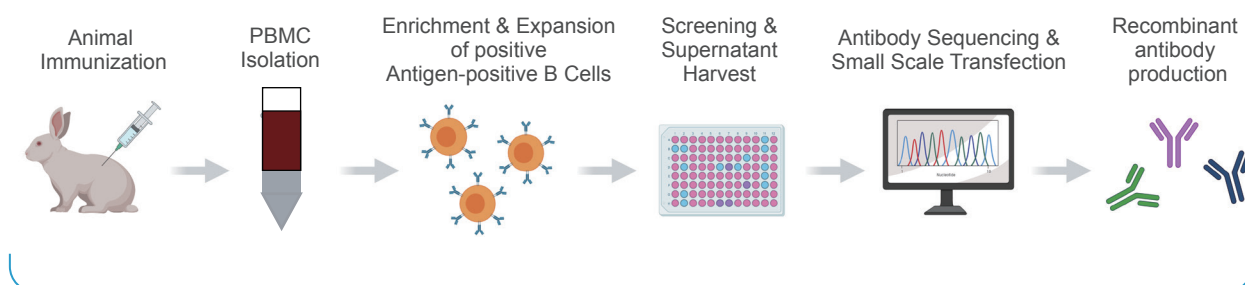 Animal
Immunization
PBMC
Isolation
Enrichment & Expansion
of positive
Antigen-positive B Cells
Screening &
Supernatant
Harvest
Antibody Sequencing &
Small Scale Transfection
Recombinant
antibody
production
Nucleotide